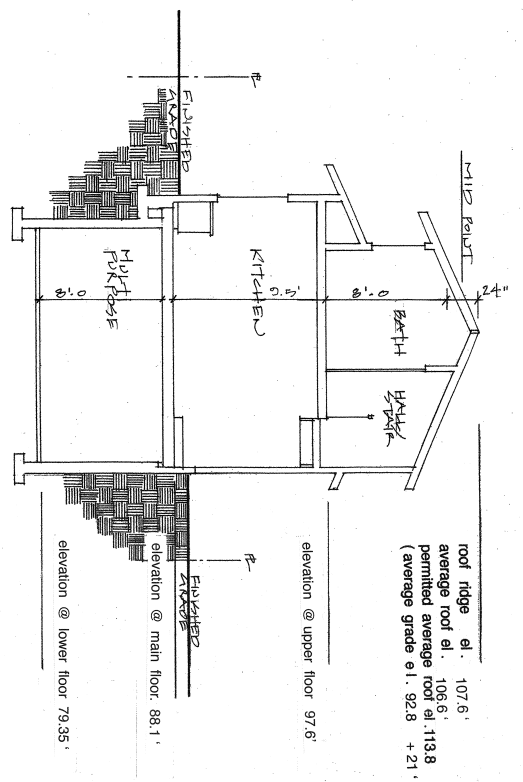 24"
MID POINT
8'.0
BATH
HALL/
STAIR
9.5'
KITCHEN
FINISHED
GRADE
FINISHED
GRADE
8'.0
MULTI
PURPOSE
roof ridge el. 107.6'
average roof el. 106.6'
permitted average roof el.113.8
( average grade el. 92.8 + 21'
elevation @ upper floor 97.6'
elevation @ main floor. 88.1'
elevation @ lower floor 79.35 '